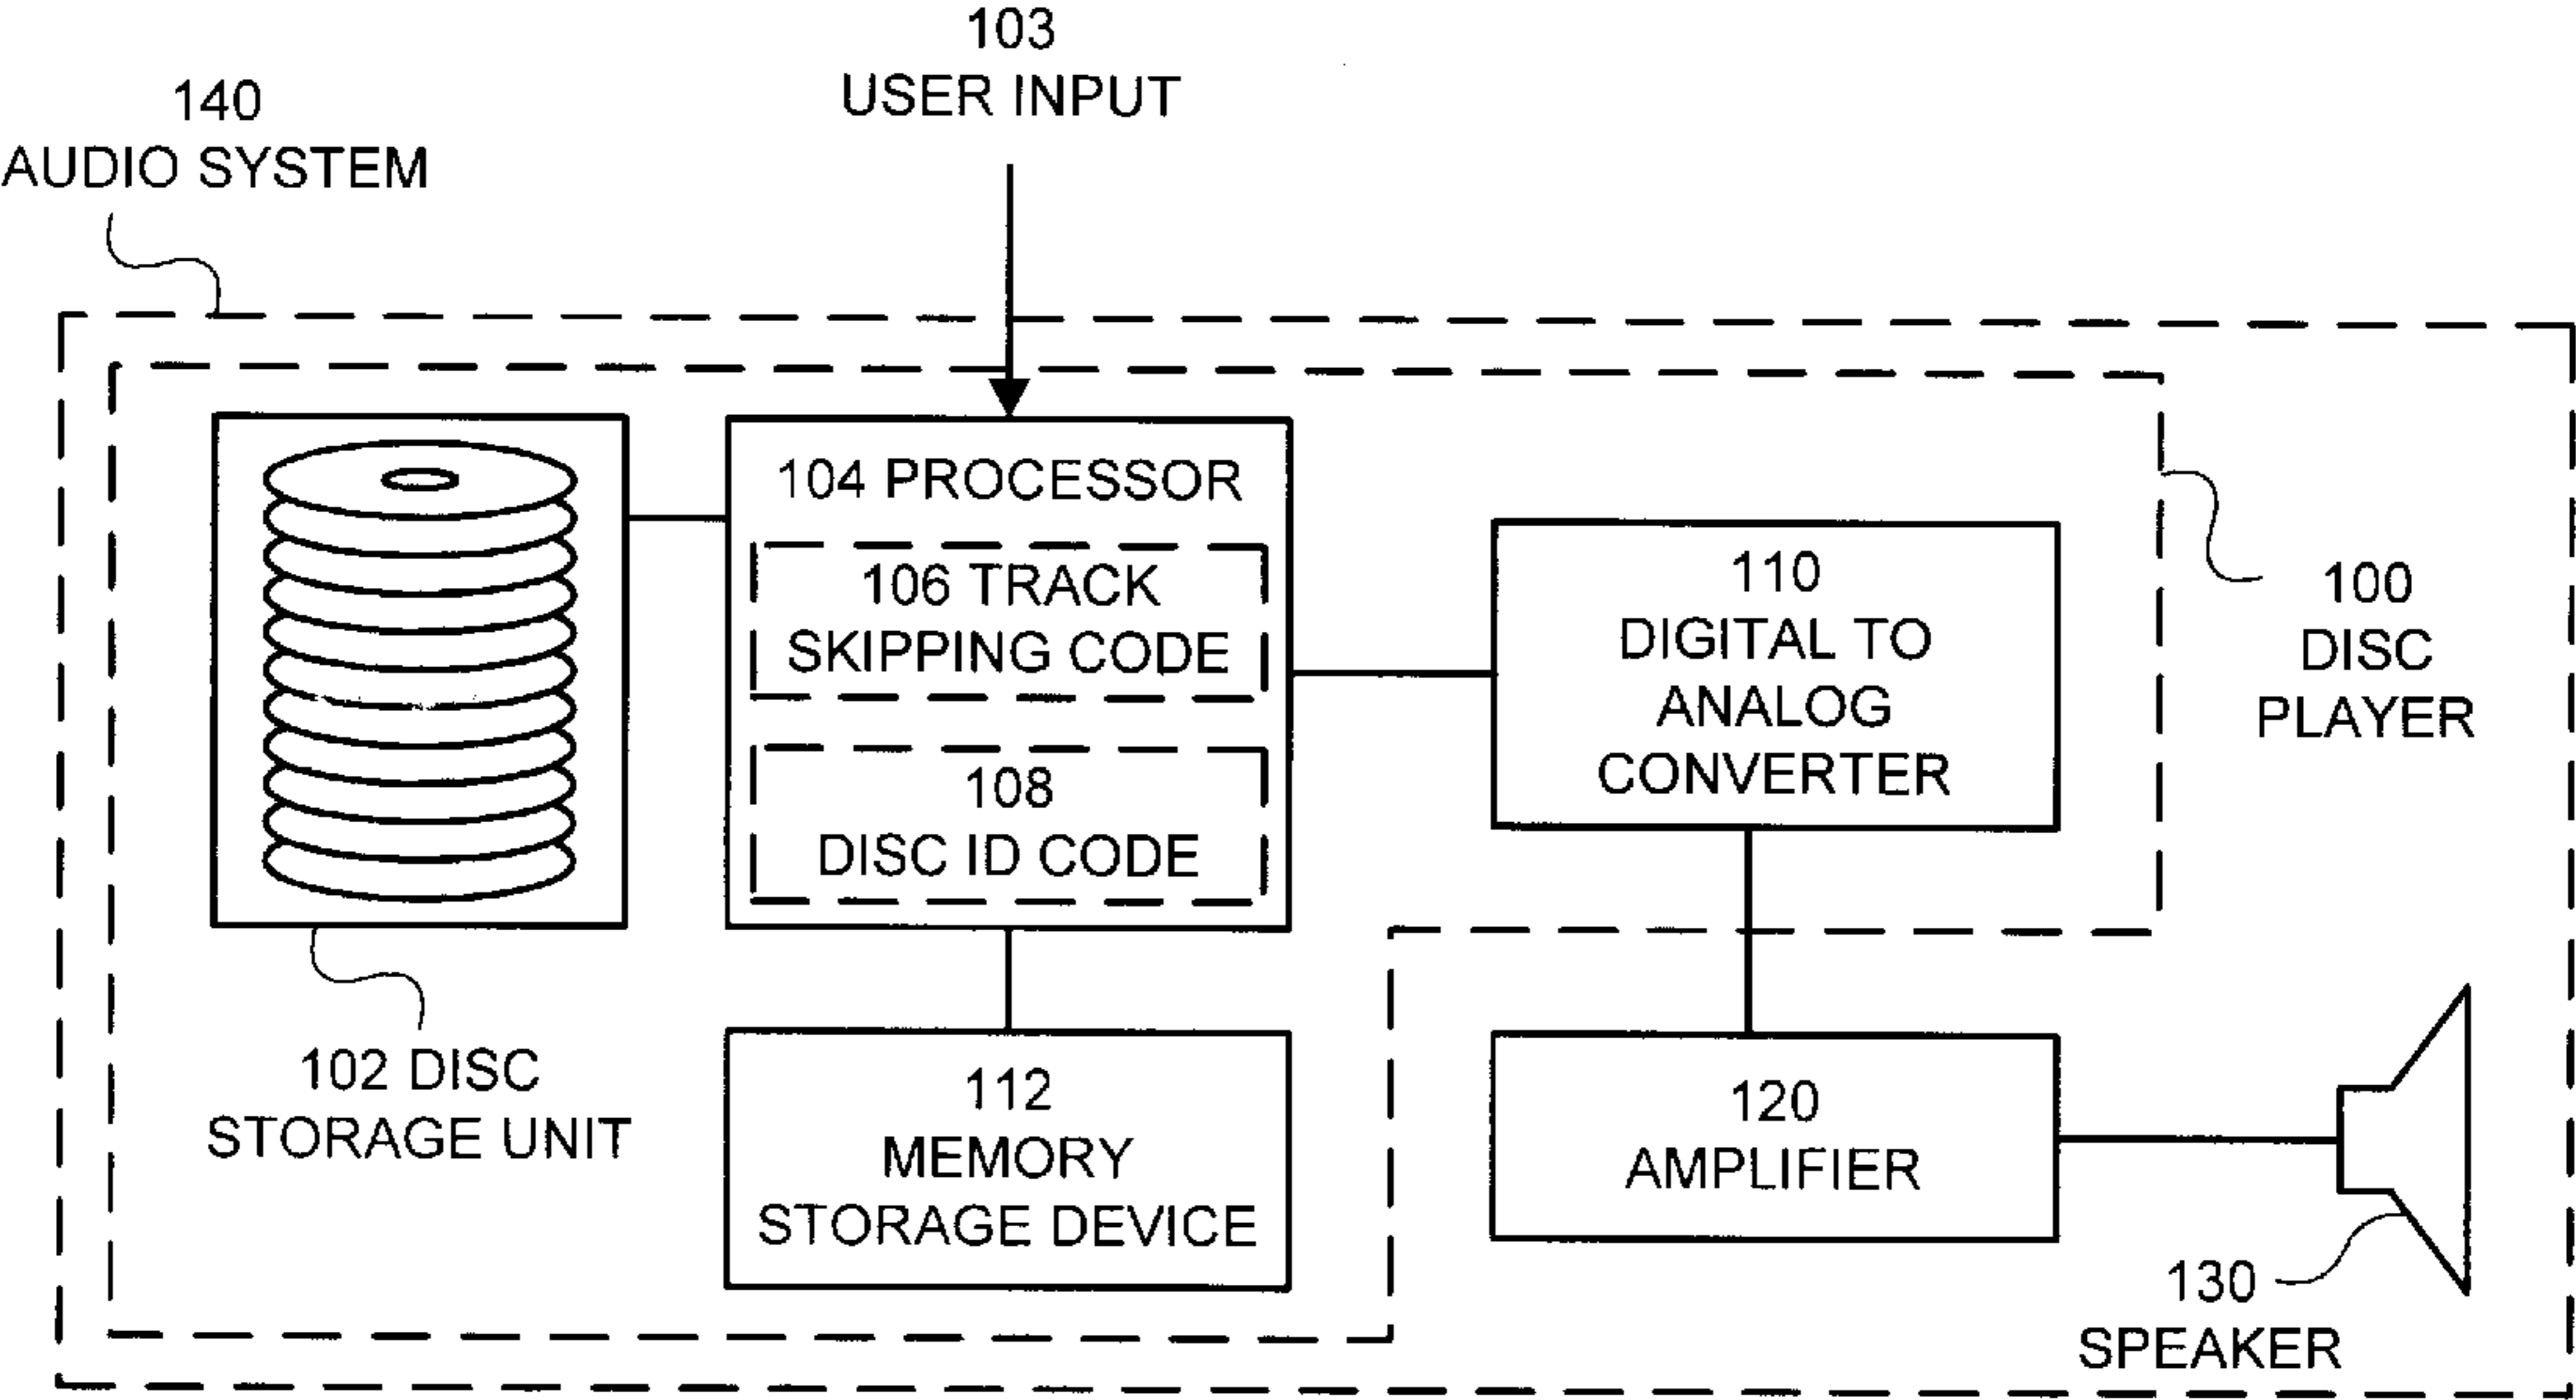 103
USER INPUT
140
AUDIO SYSTEM
104 PROCESSOR
106 TRACK
SKIPPING CODE
108
DISC ID CODE
110
DIGITAL TO
ANALOG
CONVERTER
100
DISC
PLAYER
102 DISC
STORAGE UNIT
112
MEMORY
STORAGE DEVICE
120
AMPLIFIER
130
SPEAKER